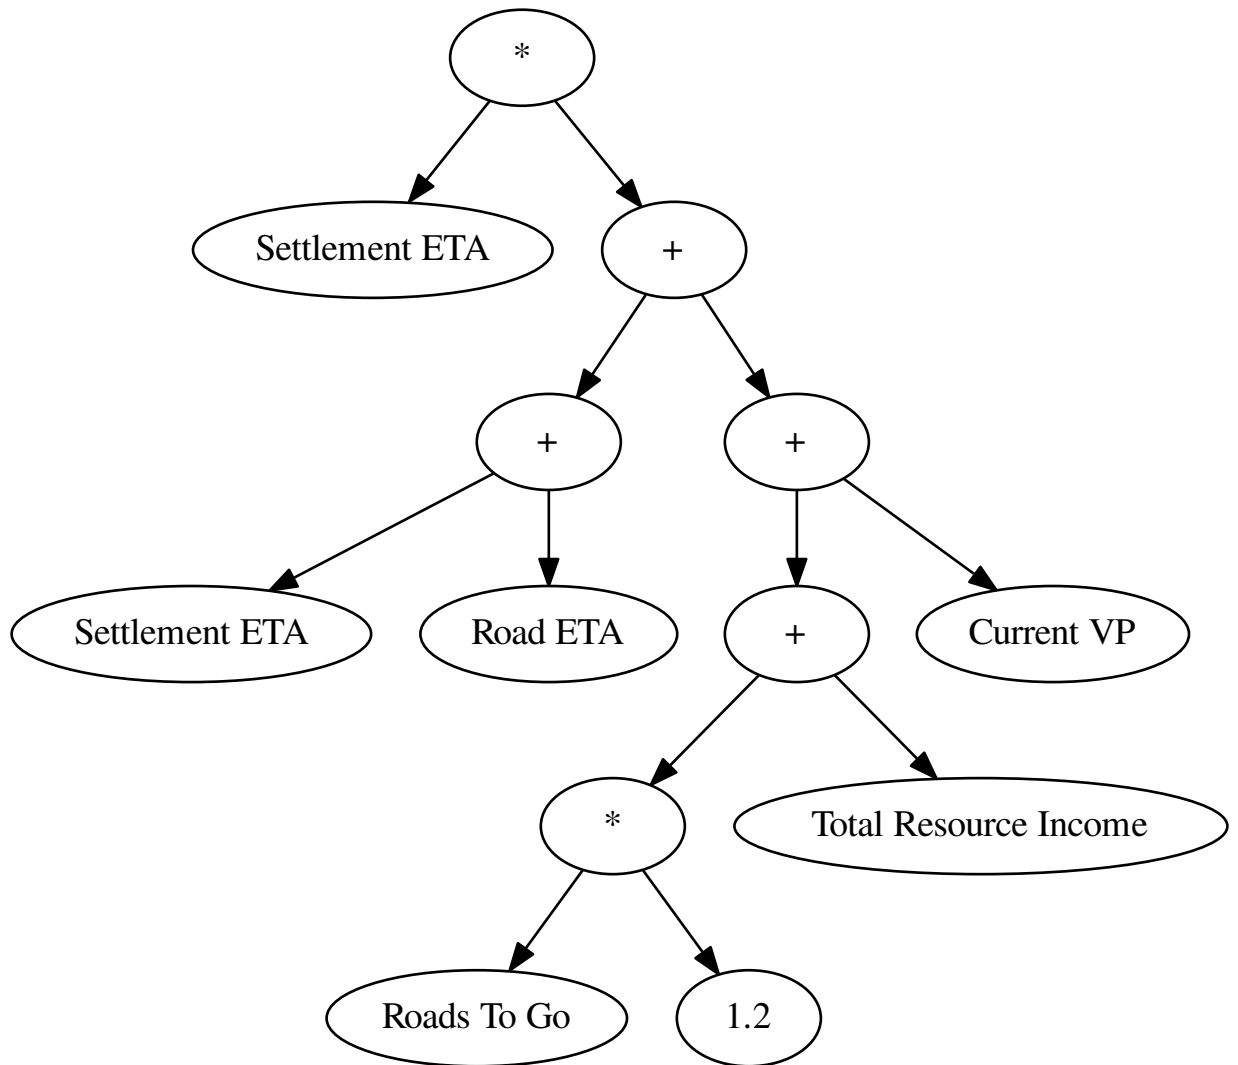 *
Settlement ETA
+
+
+
Settlement ETA
Road ETA
+
Current VP
*
Total Resource Income
Roads To Go
1.2